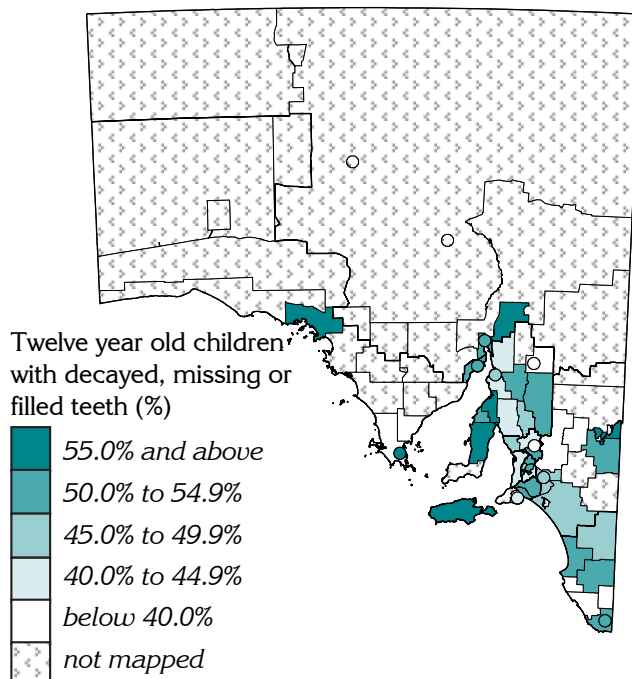 Twelve year old children
with decayed, missing or
filled teeth (%)
55.0% and above
50.0% to 54.9%
45.0% to 49.9%
40.0% to 44.9%
below 40.0%
not mapped